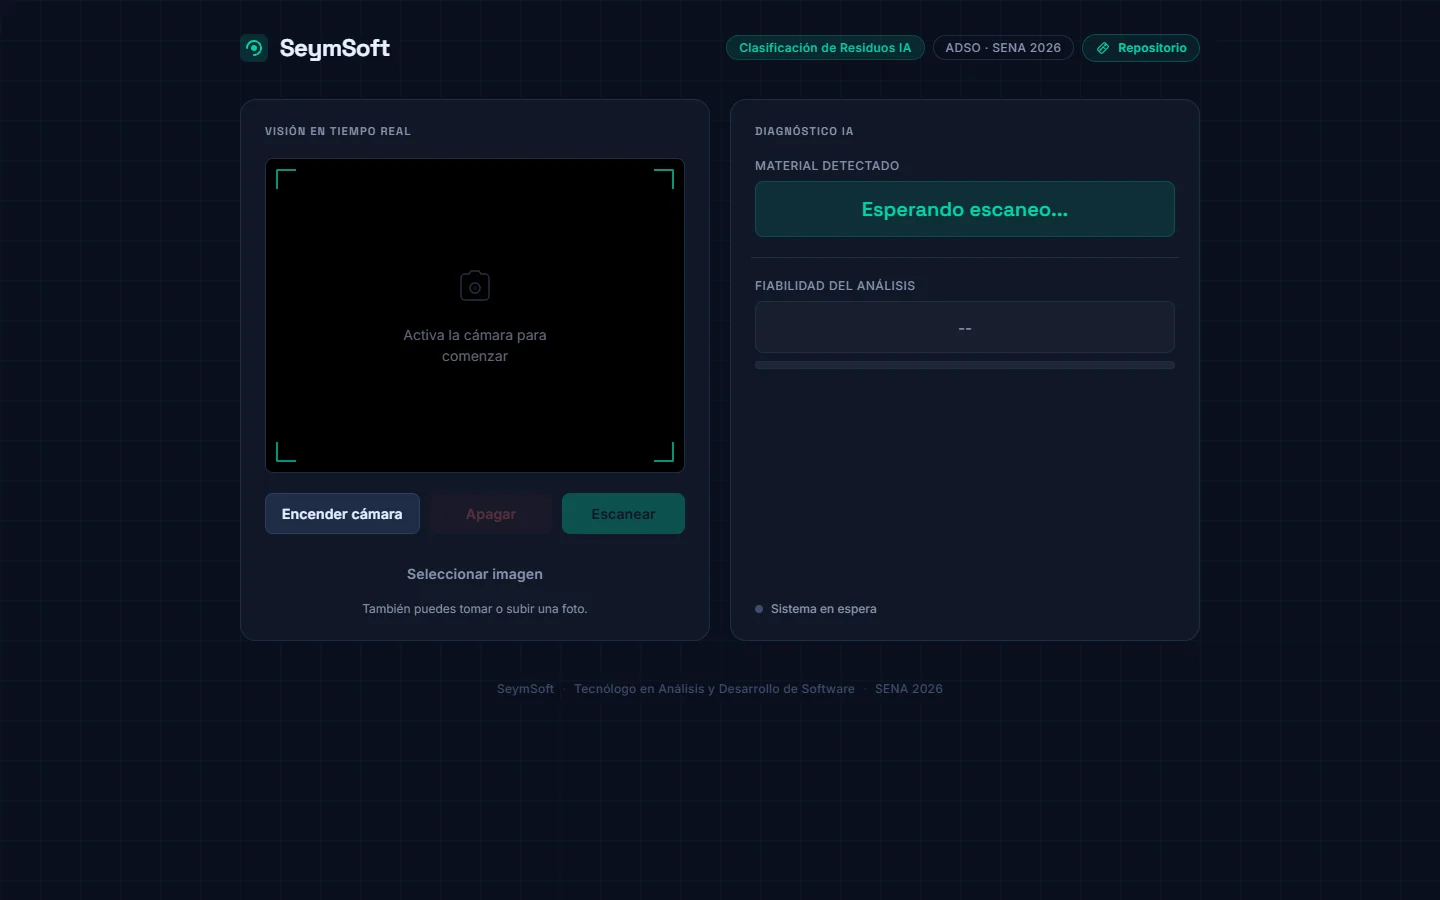 SeymSoft
Clasificación de Residuos IA
ADSO · SENA 2026
Repositorio
VISIÓN EN TIEMPO REAL
Activa la cámara para
comenzar
Encender cámara
Apagar
Escanear
Seleccionar imagen
También puedes tomar o subir una foto.
DIAGNÓSTICO IA
MATERIAL DETECTADO
Esperando escaneo...
FIABILIDAD DEL ANÁLISIS
--
Sistema en espera
SeymSoft · Tecnólogo en Análisis y Desarrollo de Software · SENA 2026